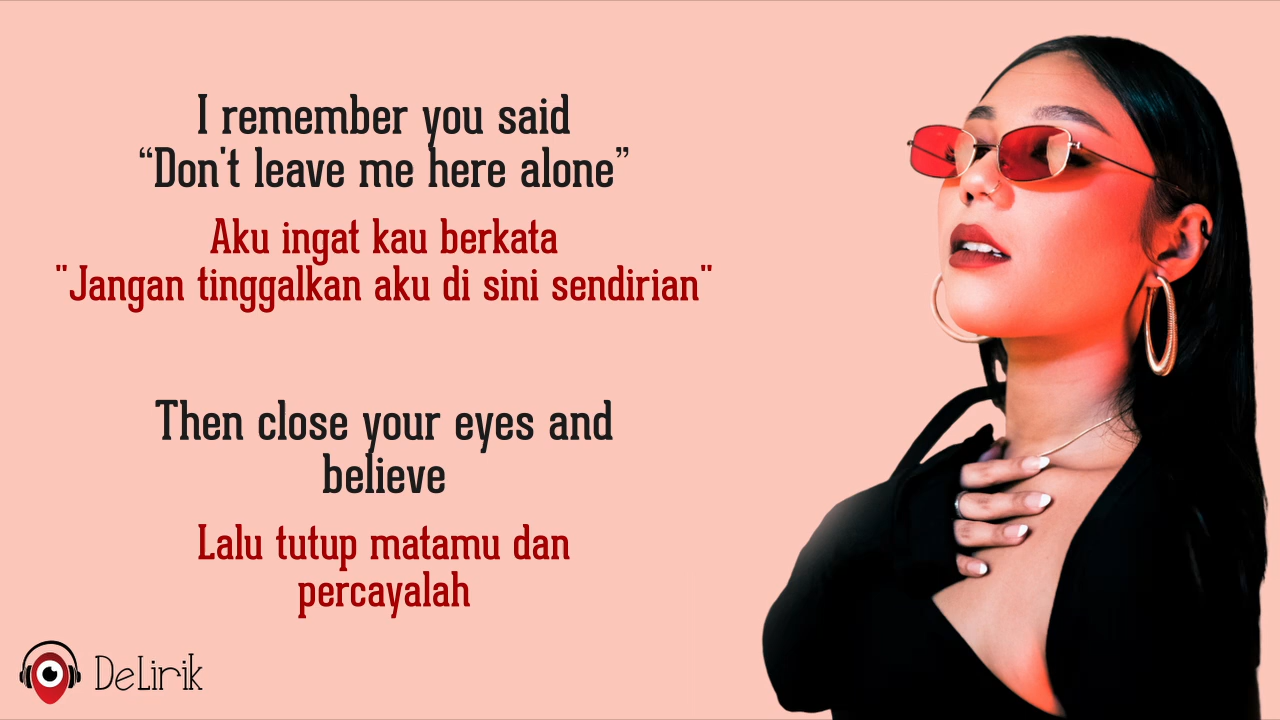 I remember you said
“Don't leave me here alone”
Aku ingat kau berkata
"Jangan tinggalkan aku di sini sendirian"
Then close your eyes and
believe
Lalu tutup matamu dan
percayalah
DeLirik